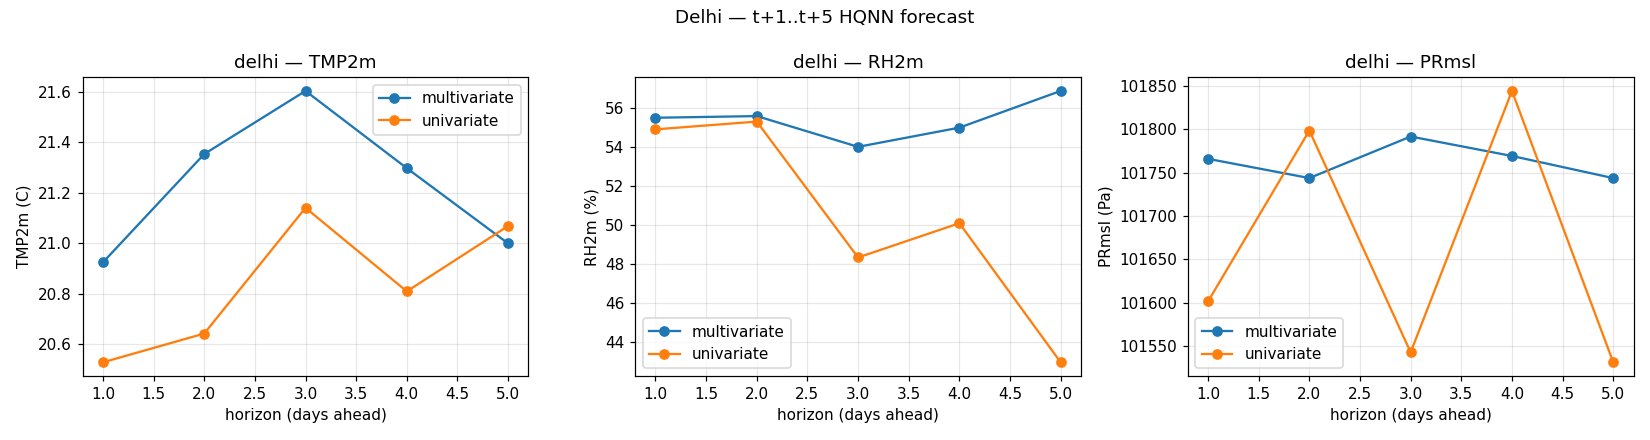 Delhi — t+1..t+5 HQNN forecast
delhi — TMP2m
TMP2m (C)
21.6
21.4
21.2
21.0
20.8
20.6
multivariate
univariate
1.0 1.5 2.0 2.5 3.0 3.5 4.0 4.5 5.0
horizon (days ahead)
delhi — RH2m
RH2m (%)
56
54
52
50
48
46
44
multivariate
univariate
1.0 1.5 2.0 2.5 3.0 3.5 4.0 4.5 5.0
horizon (days ahead)
delhi — PRmsl
PRmsl (Pa)
101850
101800
101750
101700
101650
101600
101550
multivariate
univariate
1.0 1.5 2.0 2.5 3.0 3.5 4.0 4.5 5.0
horizon (days ahead)